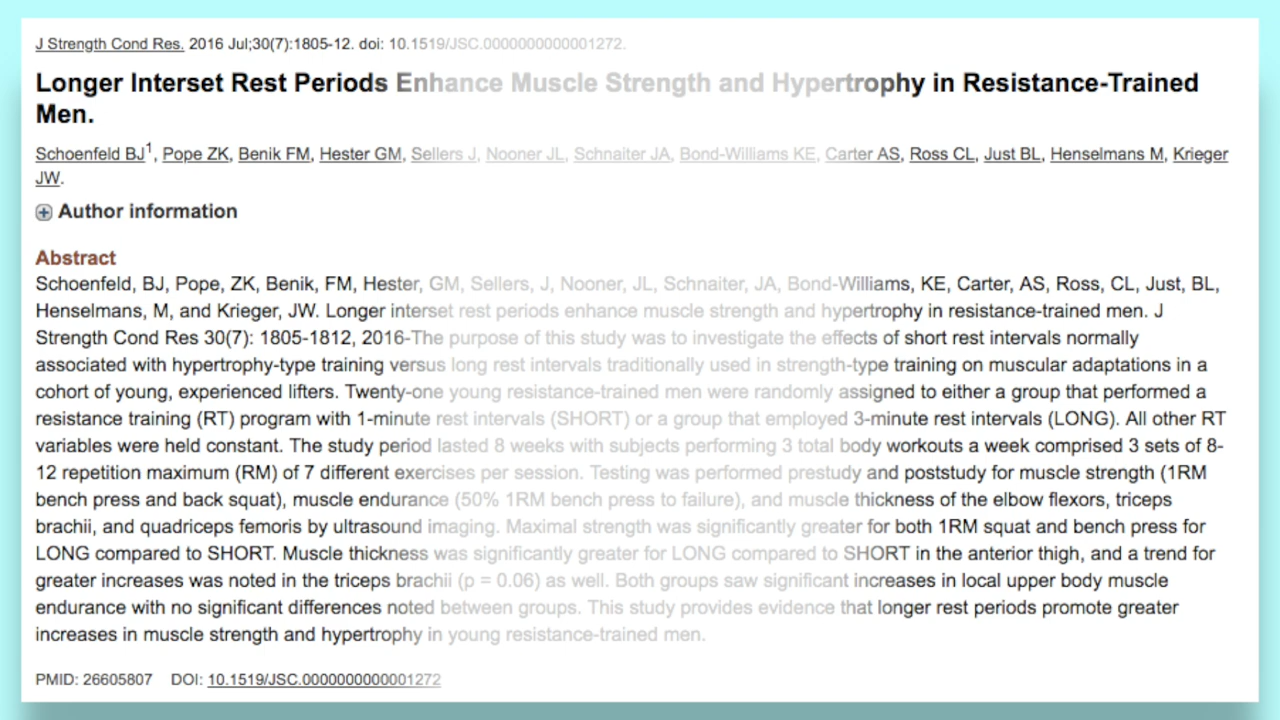 J Strength Cond Res. 2016 Jul;30(7):1805-12. doi: 10.1519/JSC.0000000000001272.
Longer Interset Rest Periods Enhance Muscle Strength and Hypertrophy in Resistance-Trained
Men.
Schoenfeld BJ1, Pope ZK, Benik FM, Hester GM, Sellers J, Nooner JL, Schnaiter JA, Bond-Williams KE, Carter AS, Ross CL, Just BL, Henselmans M, Krieger
JW.
Author information
Abstract
Schoenfeld, BJ, Pope, ZK, Benik, FM, Hester, GM, Sellers, J, Nooner, JL, Schnaiter, JA, Bond-Williams, KE, Carter, AS, Ross, CL, Just, BL,
Henselmans, M, and Krieger, JW. Longer interset rest periods enhance muscle strength and hypertrophy in resistance-trained men. J
Strength Cond Res 30(7): 1805-1812, 2016-The purpose of this study was to investigate the effects of short rest intervals normally
associated with hypertrophy-type training versus long rest intervals traditionally used in strength-type training on muscular adaptations in a
cohort of young, experienced lifters. Twenty-one young resistance-trained men were randomly assigned to either a group that performed a
resistance training (RT) program with 1-minute rest intervals (SHORT) or a group that employed 3-minute rest intervals (LONG). All other RT
variables were held constant. The study period lasted 8 weeks with subjects performing 3 total body workouts a week comprised 3 sets of 8-
12 repetition maximum (RM) of 7 different exercises per session. Testing was performed prestudy and poststudy for muscle strength (1RM
bench press and back squat), muscle endurance (50% 1RM bench press to failure), and muscle thickness of the elbow flexors, triceps
brachii, and quadriceps femoris by ultrasound imaging. Maximal strength was significantly greater for both 1RM squat and bench press for
LONG compared to SHORT. Muscle thickness was significantly greater for LONG compared to SHORT in the anterior thigh, and a trend for
greater increases was noted in the triceps brachii (p = 0.06) as well. Both groups saw significant increases in local upper body muscle
endurance with no significant differences noted between groups. This study provides evidence that longer rest periods promote greater
increases in muscle strength and hypertrophy in young resistance-trained men.
PMID: 26605807 DOI: 10.1519/JSC.0000000000001272